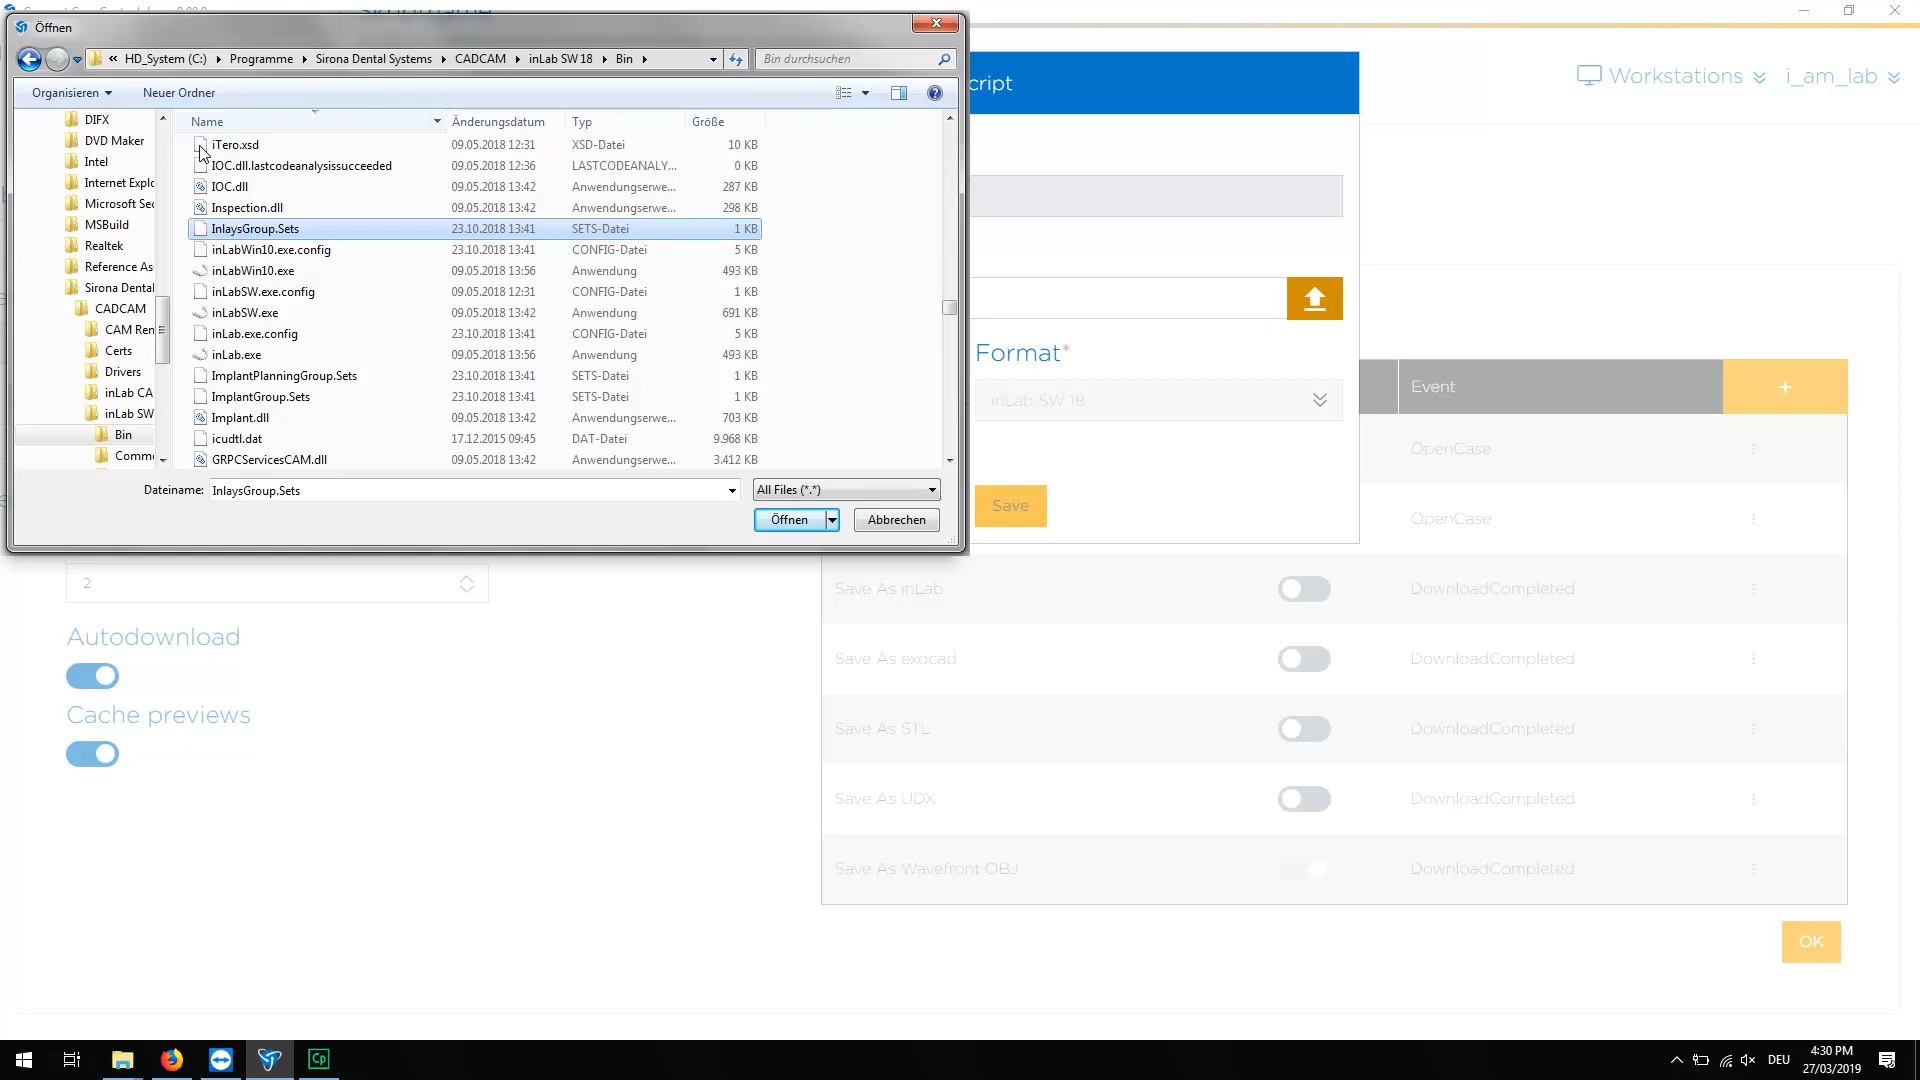 Öffnen
« HD_System (C:) Programme Sirona Dental Systems CADCAM inLab SW 18 Bin
Bin durchsuchen
Organisieren Neuer Ordner
Name Änderungsdatum Typ Größe
DIFX
DVD Maker
Intel
Internet Explo
Microsoft Sec
MSBuild
Realtek
Reference As
Sirona Dental
CADCAM
CAM Ren
Certs
Drivers
inLab CA
inLab SW
Bin
Commo
iTero.xsd 09.05.2018 12:31 XSD-Datei 10 KB
IOC.dll.lastcodeanalysissucceeded 09.05.2018 12:36 LASTCODEANALY... 0 KB
IOC.dll 09.05.2018 13:42 Anwendungserwe... 287 KB
Inspection.dll 09.05.2018 13:42 Anwendungserwe... 298 KB
InlaysGroup.Sets 23.10.2018 13:41 SETS-Datei 1 KB
inLabWin10.exe.config 23.10.2018 13:41 CONFIG-Datei 5 KB
inLabWin10.exe 09.05.2018 13:56 Anwendung 493 KB
inLabSW.exe.config 09.05.2018 12:31 CONFIG-Datei 1 KB
inLabSW.exe 09.05.2018 13:42 Anwendung 691 KB
inLab.exe.config 23.10.2018 13:41 CONFIG-Datei 5 KB
inLab.exe 09.05.2018 13:56 Anwendung 493 KB
ImplantPlanningGroup.Sets 23.10.2018 13:41 SETS-Datei 1 KB
ImplantGroup.Sets 23.10.2018 13:41 SETS-Datei 1 KB
Implant.dll 09.05.2018 13:42 Anwendungserwe... 703 KB
icudtl.dat 17.12.2015 09:45 DAT-Datei 9.968 KB
GRPCServicesCAM.dll 09.05.2018 13:42 Anwendungserwe... 3.412 KB
Dateiname: InlaysGroup.Sets All Files (*.*)
Öffnen Abbrechen
cript
Workstations i_am_lab
Format*
inLab SW 18
Save
Event +
OpenCase
OpenCase
Save As inLab DownloadCompleted
Save As exocad DownloadCompleted
Save As STL DownloadCompleted
Save As UDX DownloadCompleted
Save As Wavefront OBJ DownloadCompleted
OK
2
Autodownload
Cache previews
Cp
DEU
4:30 PM
27/03/2019